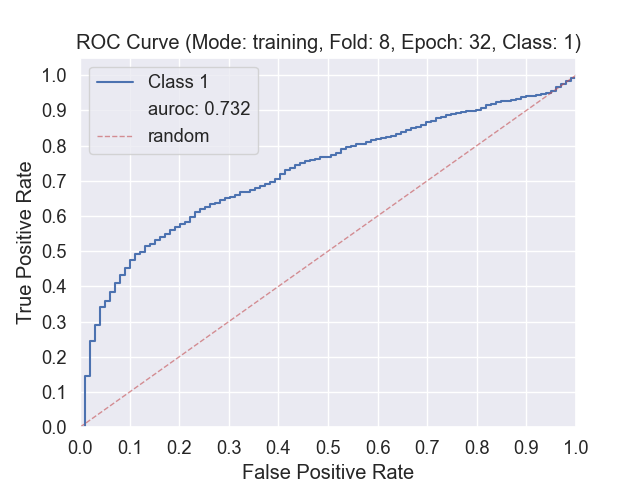 ROC Curve (Mode: training, Fold: 8, Epoch: 32, Class: 1)
Class 1
auroc: 0.732
random
True Positive Rate
1.0
0.9
0.8
0.7
0.6
0.5
0.4
0.3
0.2
0.1
0.0
0.0 0.1 0.2 0.3 0.4 0.5 0.6 0.7 0.8 0.9 1.0
False Positive Rate